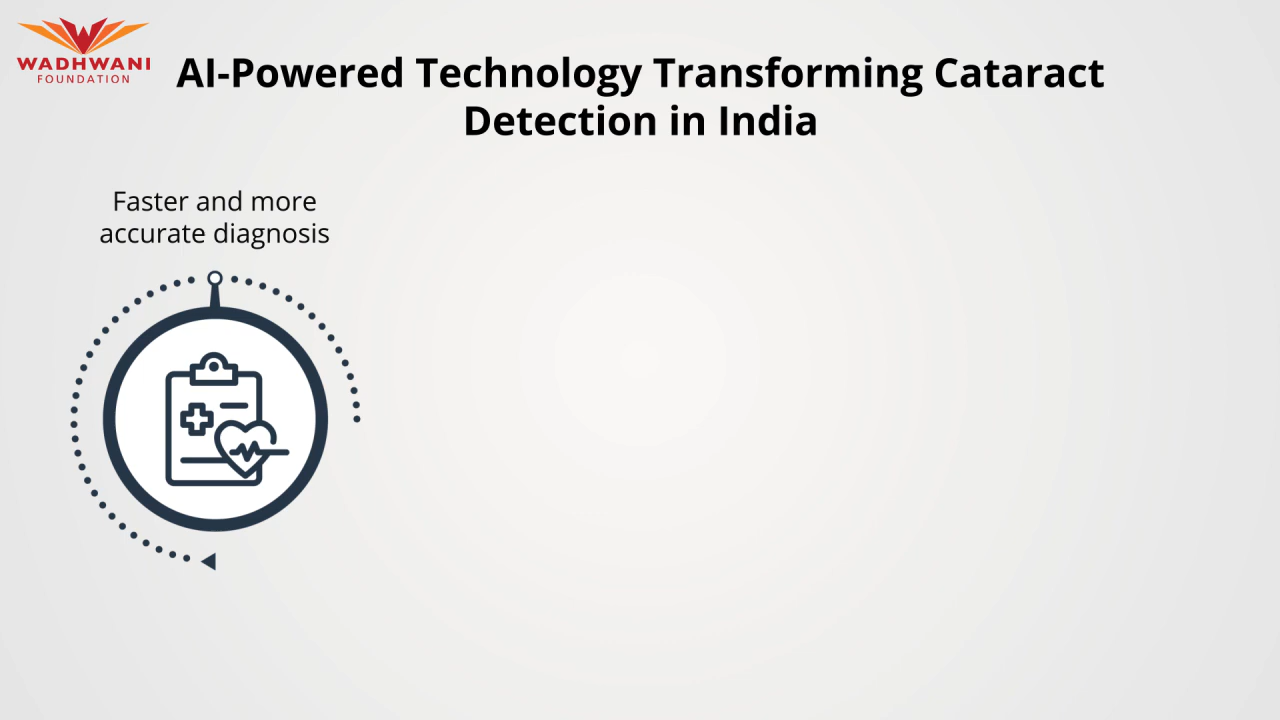 WADHWANI
FOUNDATION
AI-Powered Technology Transforming Cataract
Detection in India
Faster and more
accurate diagnosis